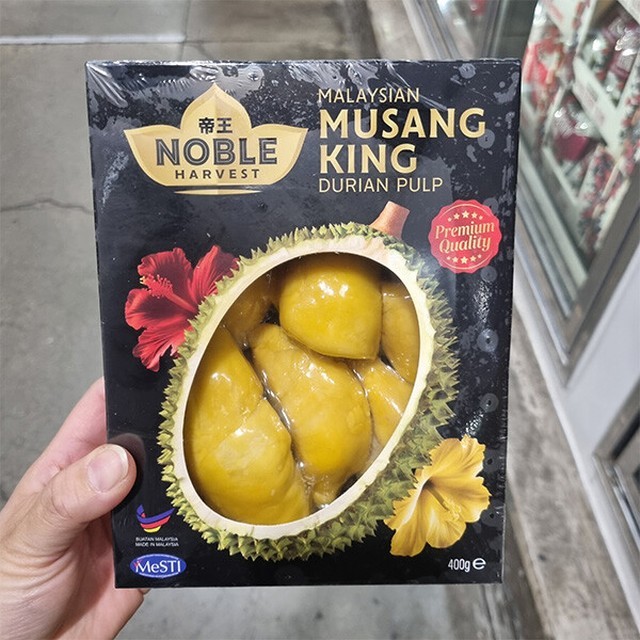 帝王
NOBLE
HARVEST
MALAYSIAN
MUSANG
KING
DURIAN PULP
Premium
Quality
BUATAN MALAYSIA
MADE IN MALAYSIA
MeSTI
400g ℮